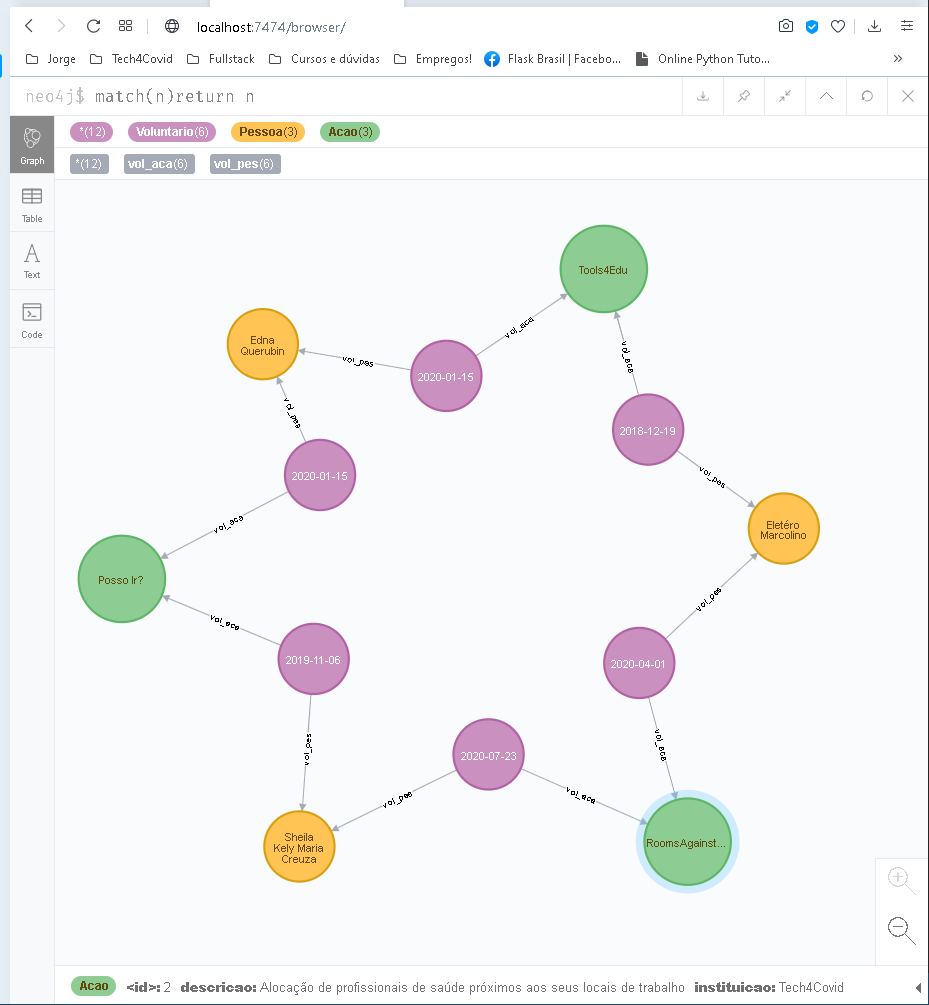 localhost:7474/browser/
Jorge Tech4Covid Fullstack Cursos e dúvidas Empregos! Flask Brasil | Facebo... Online Python Tuto... »
neo4j$ match(n)return n
*(12) Voluntario(6) Pessoa(3) Acao(3)
*(12) vol_aca(6) vol_pes(6)
Graph
Table
Text
Code
Tools4Edu
vol_aca
Edna
Querubin
vol_pes
2020-01-15
vol_aca
vol_pes
2018-12-19
2020-01-15
vol_pes
vol_aca
Eletéro
Marcolino
Posso Ir?
vol_pes
vol_aca
2019-11-06
2020-04-01
vol_pes
vol_aca
2020-07-23
vol_pes
vol_aca
Sheila
Kely Maria
Creuza
RoomsAgainst...
Acao <id>: 2 descricao: Alocação de profissionais de saúde próximos aos seus locais de trabalho instituicao: Tech4Covid